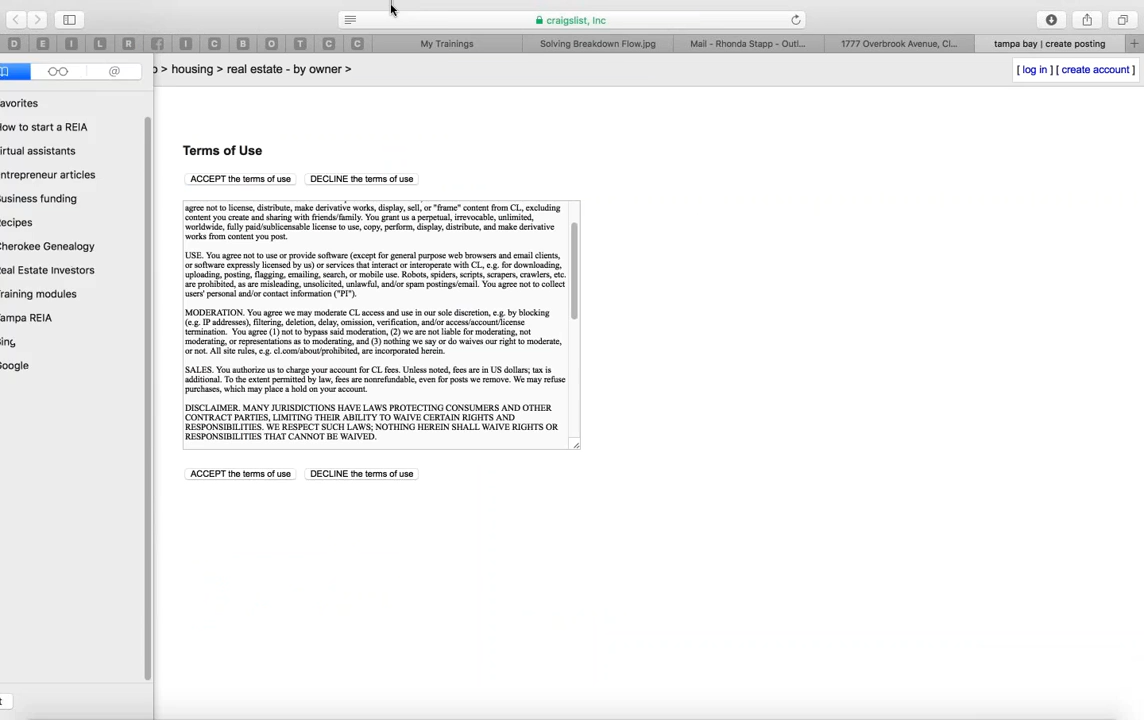 craigslist, Inc
D E I L R I C B O T C C
My Trainings
Solving Breakdown Flow.jpg
Mail - Rhonda Stapp - Outl...
1777 Overbrook Avenue, Cl...
tampa bay | create posting
@
> housing > real estate - by owner >
[ log in ] [ create account ]
avorites
How to start a REIA
irtual assistants
ntrepreneur articles
usiness funding
ecipes
herokee Genealogy
eal Estate Investors
raining modules
ampa REIA
ing
Google
t
Terms of Use
ACCEPT the terms of use
DECLINE the terms of use
agree not to license, distribute, make derivative works, display, sell, or "frame" content from CL, excluding
content you create and sharing with friends/family. You grant us a perpetual, irrevocable, unlimited,
worldwide, fully paid/sublicensable license to use, copy, perform, display, distribute, and make derivative
works from content you post.
USE. You agree not to use or provide software (except for general purpose web browsers and email clients,
or software expressly licensed by us) or services that interact or interoperate with CL, e.g. for downloading,
uploading, posting, flagging, emailing, search, or mobile use. Robots, spiders, scripts, scrapers, crawlers, etc.
are prohibited, as are misleading, unsolicited, unlawful, and/or spam postings/email. You agree not to collect
users' personal and/or contact information ("PI").
MODERATION. You agree we may moderate CL access and use in our sole discretion, e.g. by blocking
(e.g. IP addresses), filtering, deletion, delay, omission, verification, and/or access/account/license
termination. You agree (1) not to bypass said moderation, (2) we are not liable for moderating, not
moderating, or representations as to moderating, and (3) nothing we say or do waives our right to moderate,
or not. All site rules, e.g. cl.com/about/prohibited, are incorporated herein.
SALES. You authorize us to charge your account for CL fees. Unless noted, fees are in US dollars; tax is
additional. To the extent permitted by law, fees are nonrefundable, even for posts we remove. We may refuse
purchases, which may place a hold on your account.
DISCLAIMER. MANY JURISDICTIONS HAVE LAWS PROTECTING CONSUMERS AND OTHER
CONTRACT PARTIES, LIMITING THEIR ABILITY TO WAIVE CERTAIN RIGHTS AND
RESPONSIBILITIES. WE RESPECT SUCH LAWS; NOTHING HEREIN SHALL WAIVE RIGHTS OR
RESPONSIBILITIES THAT CANNOT BE WAIVED.
ACCEPT the terms of use
DECLINE the terms of use